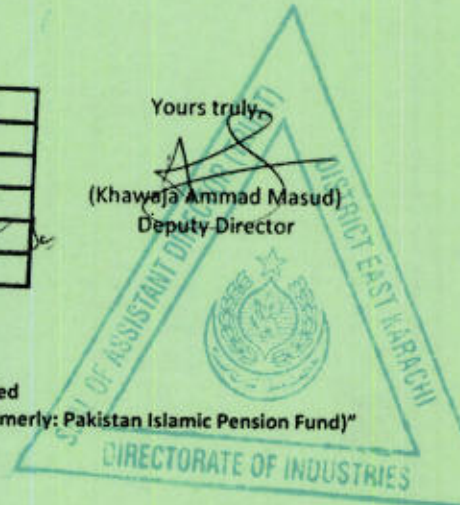 Yours truly,
(Khawaja Ammad Masud)
Deputy Director
ed
merly: Pakistan Islamic Pension Fund)"
SEAL OF ASSISTANT DIRECTOR
DISTRICT EAST KARACHI
DIRECTORATE OF INDUSTRIES